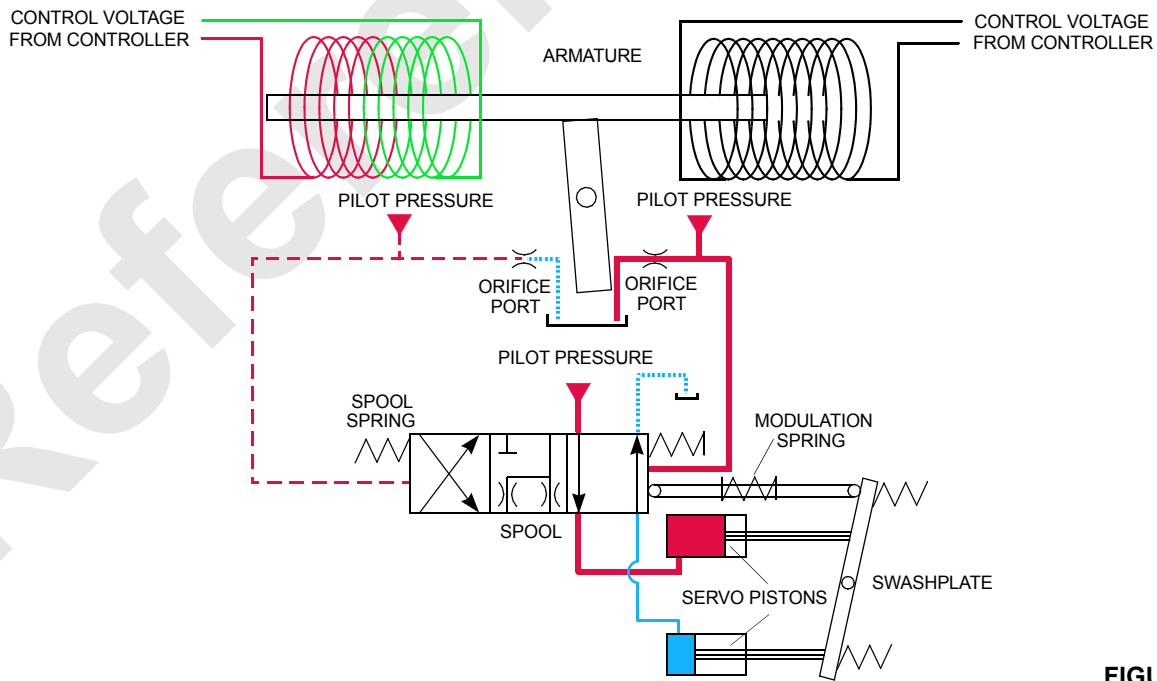 CONTROL VOLTAGE
FROM CONTROLLER
ARMATURE
CONTROL VOLTAGE
FROM CONTROLLER
PILOT PRESSURE
PILOT PRESSURE
ORIFICE
PORT
ORIFICE
PORT
PILOT PRESSURE
SPOOL
SPRING
MODULATION
SPRING
SPOOL
SERVO PISTONS
SWASHPLATE